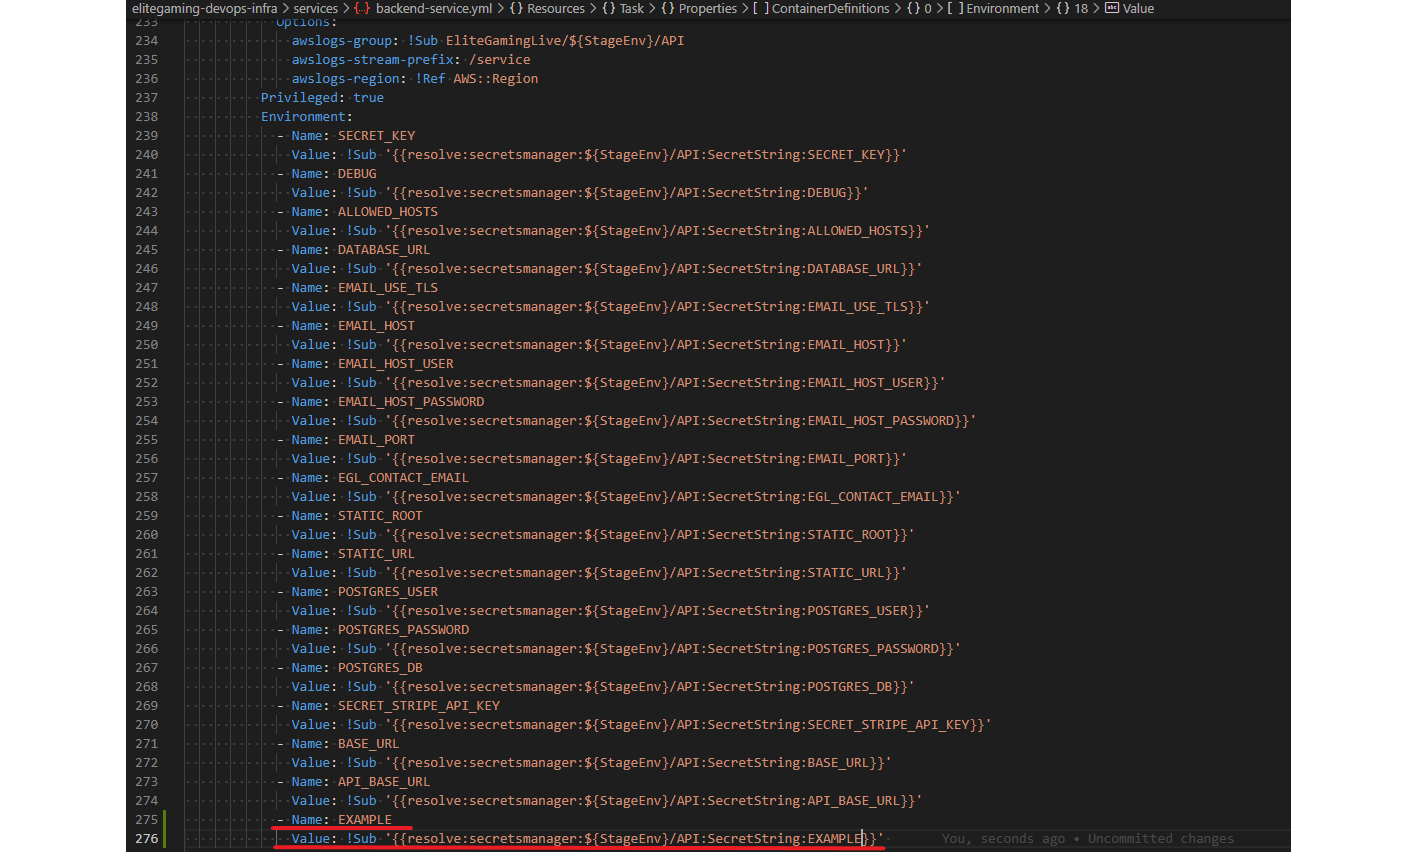 elitegaming-devops-infra > services > {··} backend-service.yml > {} Resources > {} Task > {} Properties > [ ] ContainerDefinitions > {} 0 > [ ] Environment > {} 18 > abc Value
233 Options:
234 awslogs-group: !Sub EliteGamingLive/${StageEnv}/API
235 awslogs-stream-prefix: /service
236 awslogs-region: !Ref AWS::Region
237 Privileged: true
238 Environment:
239 - Name: SECRET_KEY
240 Value: !Sub '{{resolve:secretsmanager:${StageEnv}/API:SecretString:SECRET_KEY}}'
241 - Name: DEBUG
242 Value: !Sub '{{resolve:secretsmanager:${StageEnv}/API:SecretString:DEBUG}}'
243 - Name: ALLOWED_HOSTS
244 Value: !Sub '{{resolve:secretsmanager:${StageEnv}/API:SecretString:ALLOWED_HOSTS}}'
245 - Name: DATABASE_URL
246 Value: !Sub '{{resolve:secretsmanager:${StageEnv}/API:SecretString:DATABASE_URL}}'
247 - Name: EMAIL_USE_TLS
248 Value: !Sub '{{resolve:secretsmanager:${StageEnv}/API:SecretString:EMAIL_USE_TLS}}'
249 - Name: EMAIL_HOST
250 Value: !Sub '{{resolve:secretsmanager:${StageEnv}/API:SecretString:EMAIL_HOST}}'
251 - Name: EMAIL_HOST_USER
252 Value: !Sub '{{resolve:secretsmanager:${StageEnv}/API:SecretString:EMAIL_HOST_USER}}'
253 - Name: EMAIL_HOST_PASSWORD
254 Value: !Sub '{{resolve:secretsmanager:${StageEnv}/API:SecretString:EMAIL_HOST_PASSWORD}}'
255 - Name: EMAIL_PORT
256 Value: !Sub '{{resolve:secretsmanager:${StageEnv}/API:SecretString:EMAIL_PORT}}'
257 - Name: EGL_CONTACT_EMAIL
258 Value: !Sub '{{resolve:secretsmanager:${StageEnv}/API:SecretString:EGL_CONTACT_EMAIL}}'
259 - Name: STATIC_ROOT
260 Value: !Sub '{{resolve:secretsmanager:${StageEnv}/API:SecretString:STATIC_ROOT}}'
261 - Name: STATIC_URL
262 Value: !Sub '{{resolve:secretsmanager:${StageEnv}/API:SecretString:STATIC_URL}}'
263 - Name: POSTGRES_USER
264 Value: !Sub '{{resolve:secretsmanager:${StageEnv}/API:SecretString:POSTGRES_USER}}'
265 - Name: POSTGRES_PASSWORD
266 Value: !Sub '{{resolve:secretsmanager:${StageEnv}/API:SecretString:POSTGRES_PASSWORD}}'
267 - Name: POSTGRES_DB
268 Value: !Sub '{{resolve:secretsmanager:${StageEnv}/API:SecretString:POSTGRES_DB}}'
269 - Name: SECRET_STRIPE_API_KEY
270 Value: !Sub '{{resolve:secretsmanager:${StageEnv}/API:SecretString:SECRET_STRIPE_API_KEY}}'
271 - Name: BASE_URL
272 Value: !Sub '{{resolve:secretsmanager:${StageEnv}/API:SecretString:BASE_URL}}'
273 - Name: API_BASE_URL
274 Value: !Sub '{{resolve:secretsmanager:${StageEnv}/API:SecretString:API_BASE_URL}}'
275 - Name: EXAMPLE
276 Value: !Sub '{{resolve:secretsmanager:${StageEnv}/API:SecretString:EXAMPLE}}' You, seconds ago • Uncommitted changes